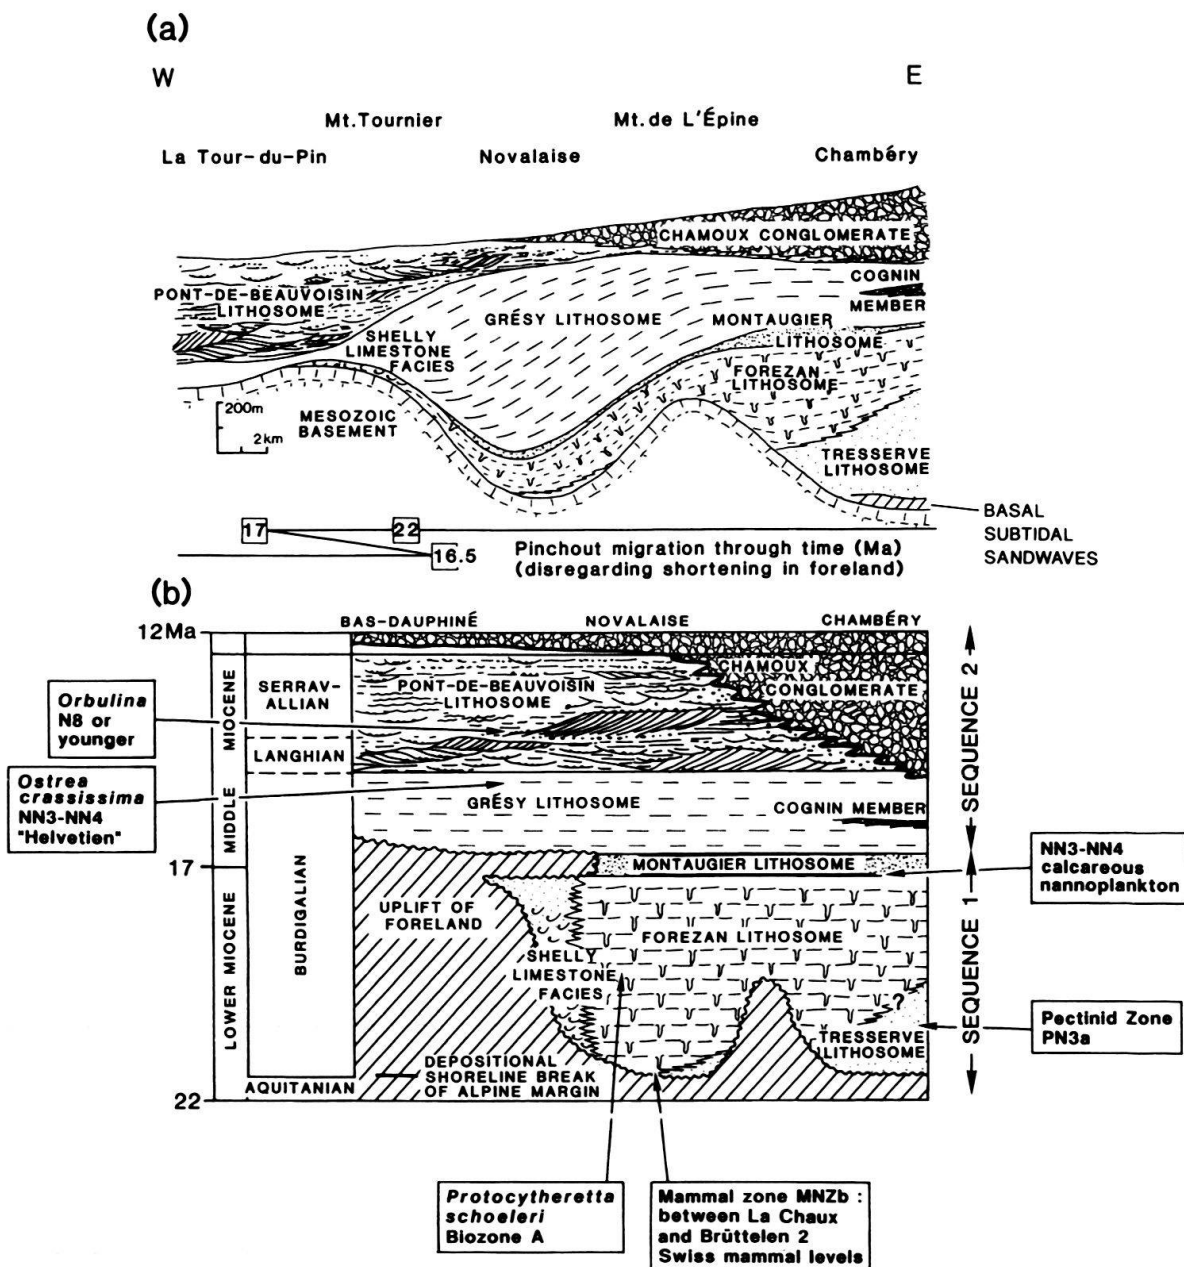 (a)
W
E
Mt.Tournier
Mt.de L'Épine
La Tour-du-Pin
Novalaise
Chambéry
CHAMOUX CONGLOMERATE
COGNIN
MEMBER
PONT-DE-BEAUVOISIN
LITHOSOME
GRÉSY LITHOSOME
MONTAUGIER
LITHOSOME
SHELLY
LIMESTONE
FACIES
FOREZAN
LITHOSOME
200m
2km
MESOZOIC
BASEMENT
TRESSERVE
LITHOSOME
BASAL
SUBTIDAL
SANDWAVES
17
22
16.5
Pinchout migration through time (Ma)
(disregarding shortening in foreland)
(b)
BAS-DAUPHINÉ
NOVALAISE
CHAMBÉRY
12Ma
17
22
MIDDLE MIOCENE
LOWER MIOCENE
SERRAV-
ALLIAN
LANGHIAN
BURDIGALIAN
AQUITANIAN
CHAMOUX
CONGLOMERATE
PONT-DE-BEAUVOISIN
LITHOSOME
GRÉSY LITHOSOME
COGNIN MEMBER
MONTAUGIER LITHOSOME
UPLIFT OF
FORELAND
FOREZAN LITHOSOME
SHELLY
LIMESTONE
FACIES
?
TRESSERVE
LITHOSOME
DEPOSITIONAL
SHORELINE BREAK
OF ALPINE MARGIN
SEQUENCE 2
SEQUENCE 1
Orbulina
N8 or
younger
Ostrea
crassissima
NN3-NN4
"Helvetien"
NN3-NN4
calcareous
nannoplankton
Pectinid Zone
PN3a
Protocytheretta
schoeleri
Biozone A
Mammal zone MNZb :
between La Chaux
and Brüttelen 2
Swiss mammal levels